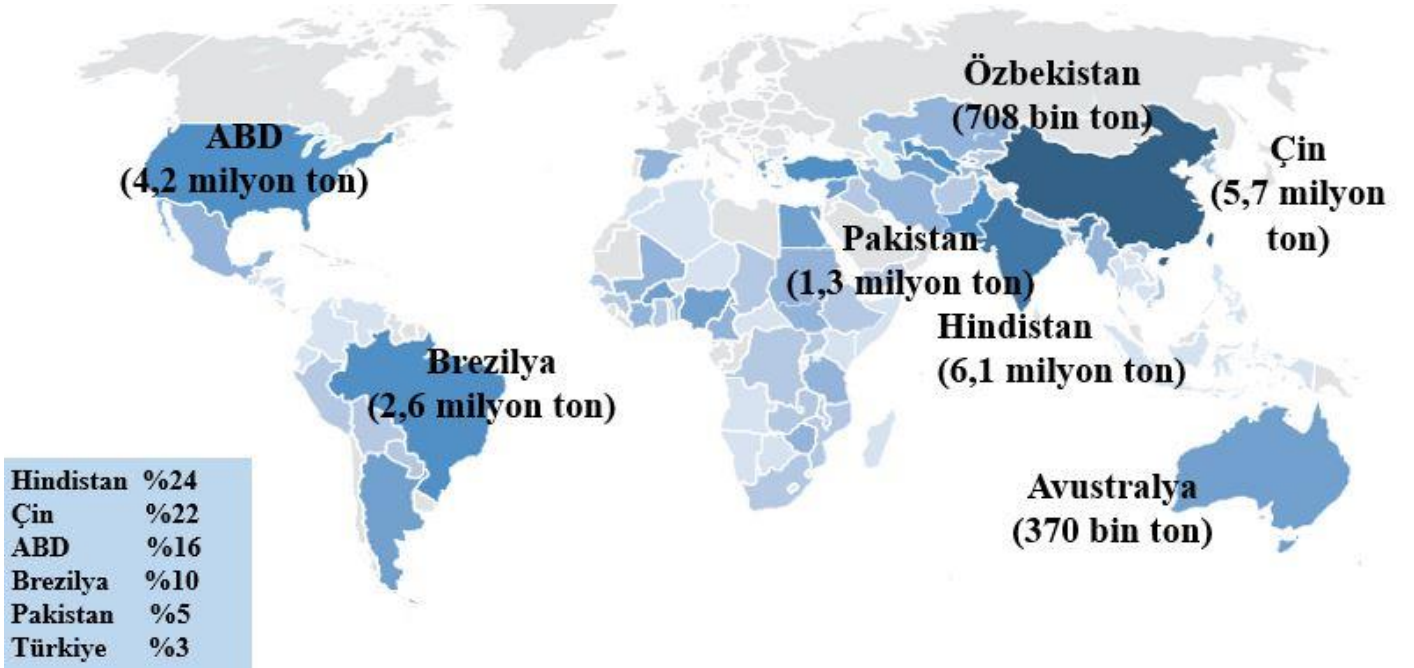 Özbekistan
(708 bin ton)
ABD
(4,2 milyon ton)
Çin
(5,7 milyon
ton)
Pakistan
(1,3 milyon ton)
Hindistan
(6,1 milyon ton)
Brezilya
(2,6 milyon ton)
Avustralya
(370 bin ton)
Hindistan %24
Çin %22
ABD %16
Brezilya %10
Pakistan %5
Türkiye %3